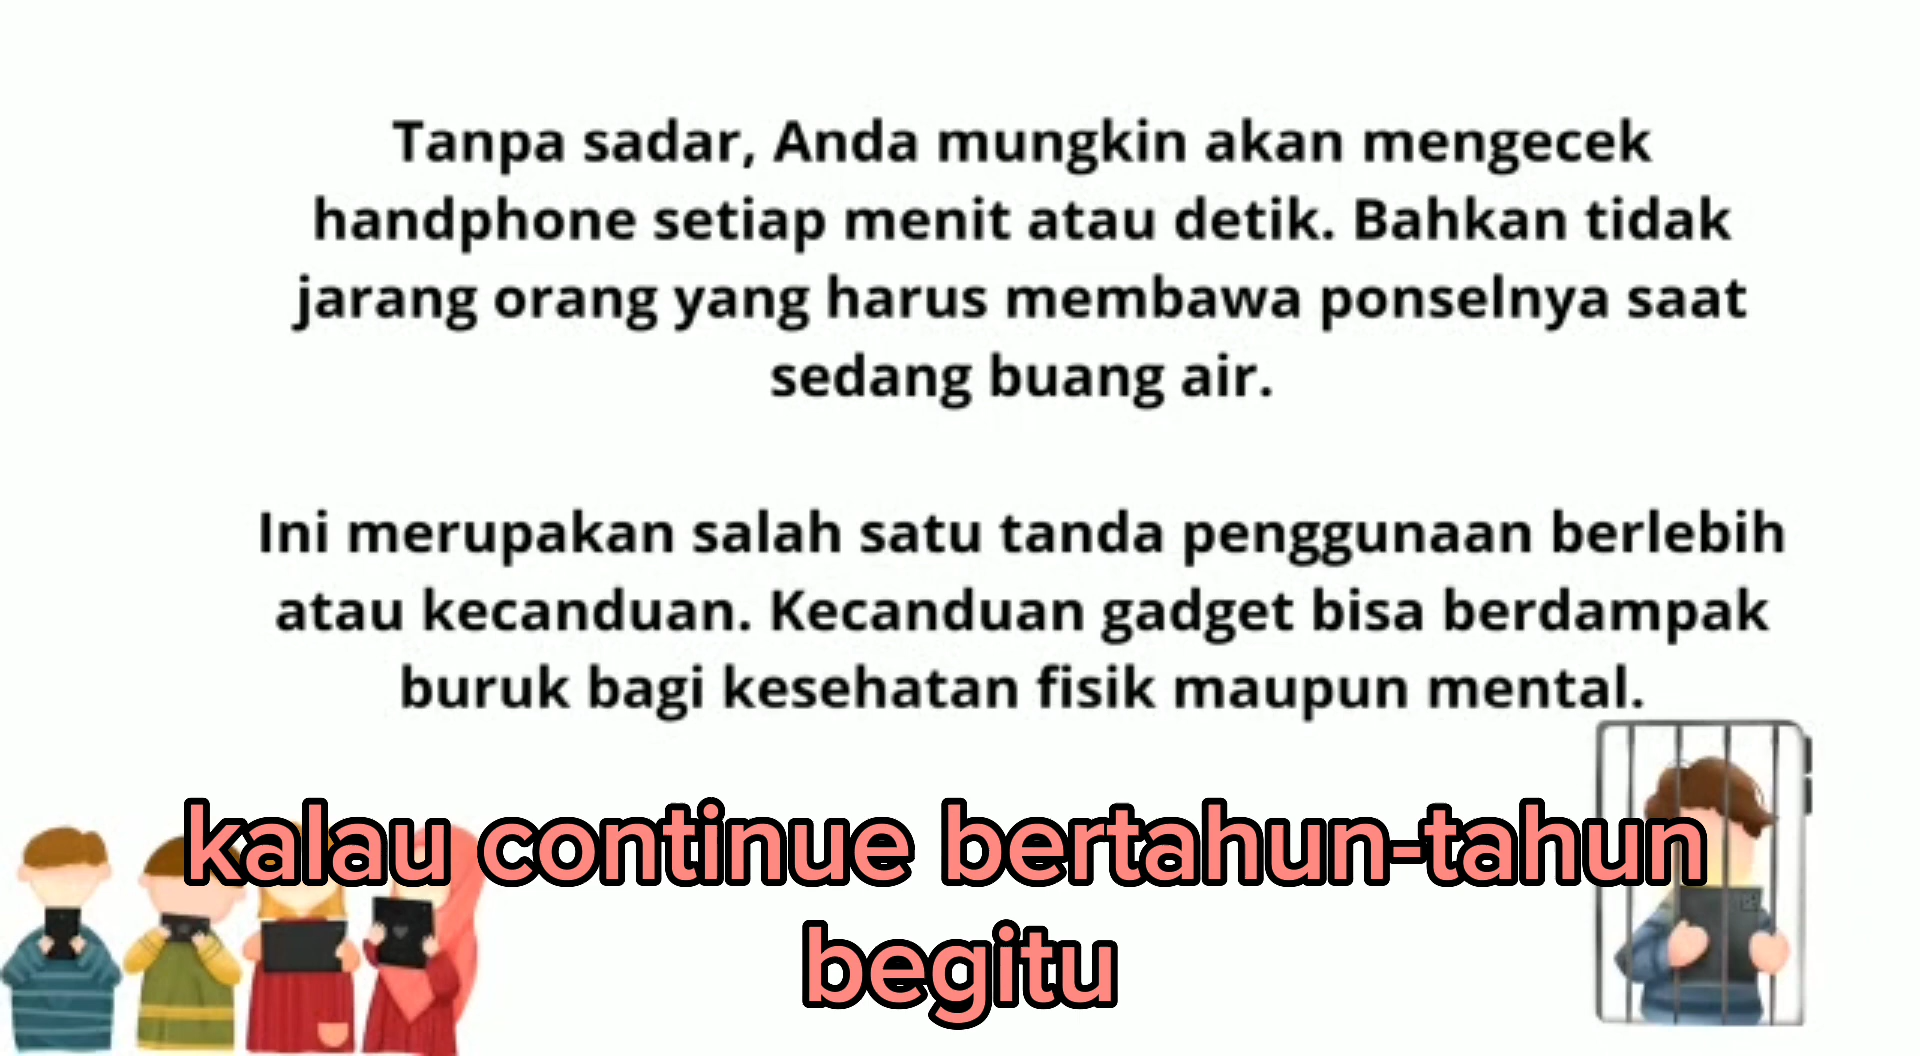 Tanpa sadar, Anda mungkin akan mengecek
handphone setiap menit atau detik. Bahkan tidak
jarang orang yang harus membawa ponselnya saat
sedang buang air.
Ini merupakan salah satu tanda penggunaan berlebih
atau kecanduan. Kecanduan gadget bisa berdampak
buruk bagi kesehatan fisik maupun mental.
kalau continue bertahun-tahun
begitu